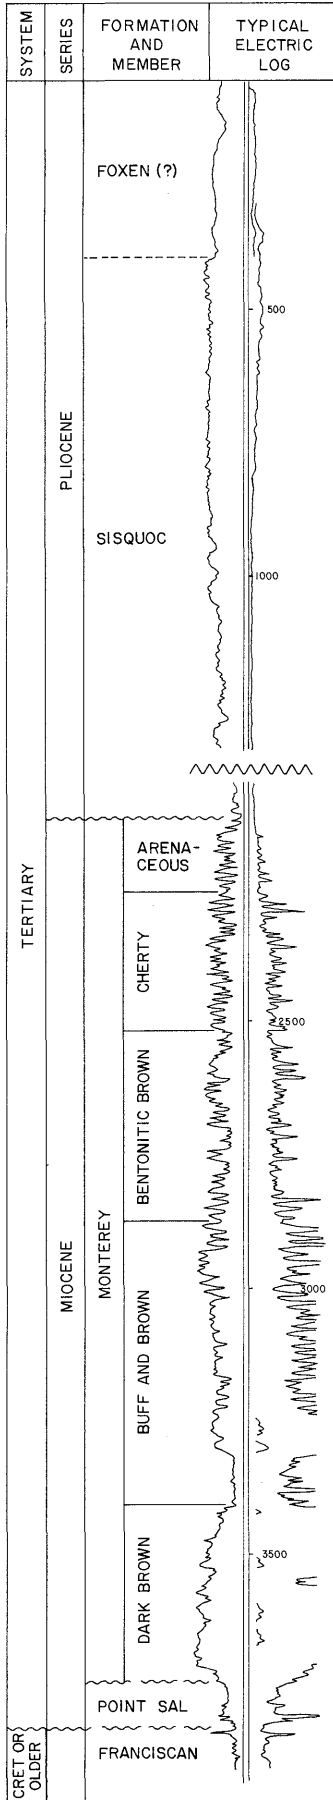 SYSTEM
SERIES
FORMATION
AND
MEMBER
TYPICAL
ELECTRIC
LOG
FOXEN (?)
500
PLIOCENE
SISQUOC
1000
TERTIARY
ARENA-
CEOUS
CHERTY
2500
BENTONITIC BROWN
MIOCENE
MONTEREY
3000
BUFF AND BROWN
3500
DARK BROWN
POINT SAL
CRET OR
OLDER
FRANCISCAN